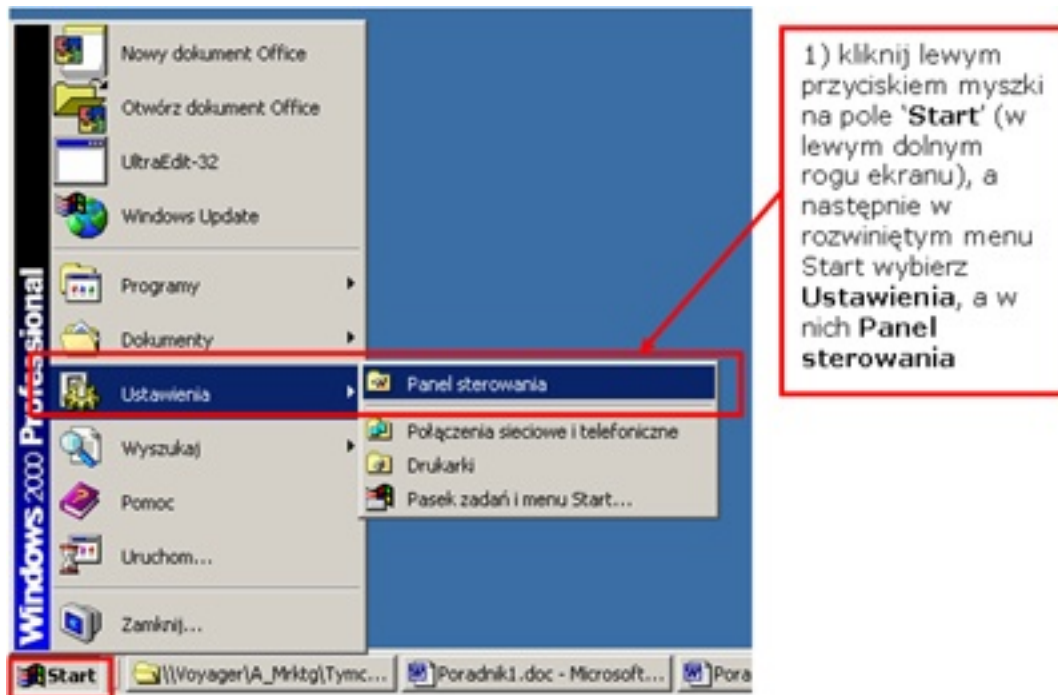 Nowy dokument Office
Otwórz dokument Office
UltraEdit-32
Windows Update
Programy
Dokumenty
Ustawienia
Wyszukaj
Pomoc
Uruchom...
Zamknij...
Windows 2000 Professional
Panel sterowania
Połączenia sieciowe i telefoniczne
Drukarki
Pasek zadań i menu Start...
Start
\\Voyager\A_Mrktg\Tymc...
Poradnik1.doc - Microsoft...
Pora
1) kliknij lewym
przyciskiem myszki
na pole ‘Start’ (w
lewym dolnym
rogu ekranu), a
następnie w
rozwiniętym menu
Start wybierz
Ustawienia, a w
nich Panel
sterowania